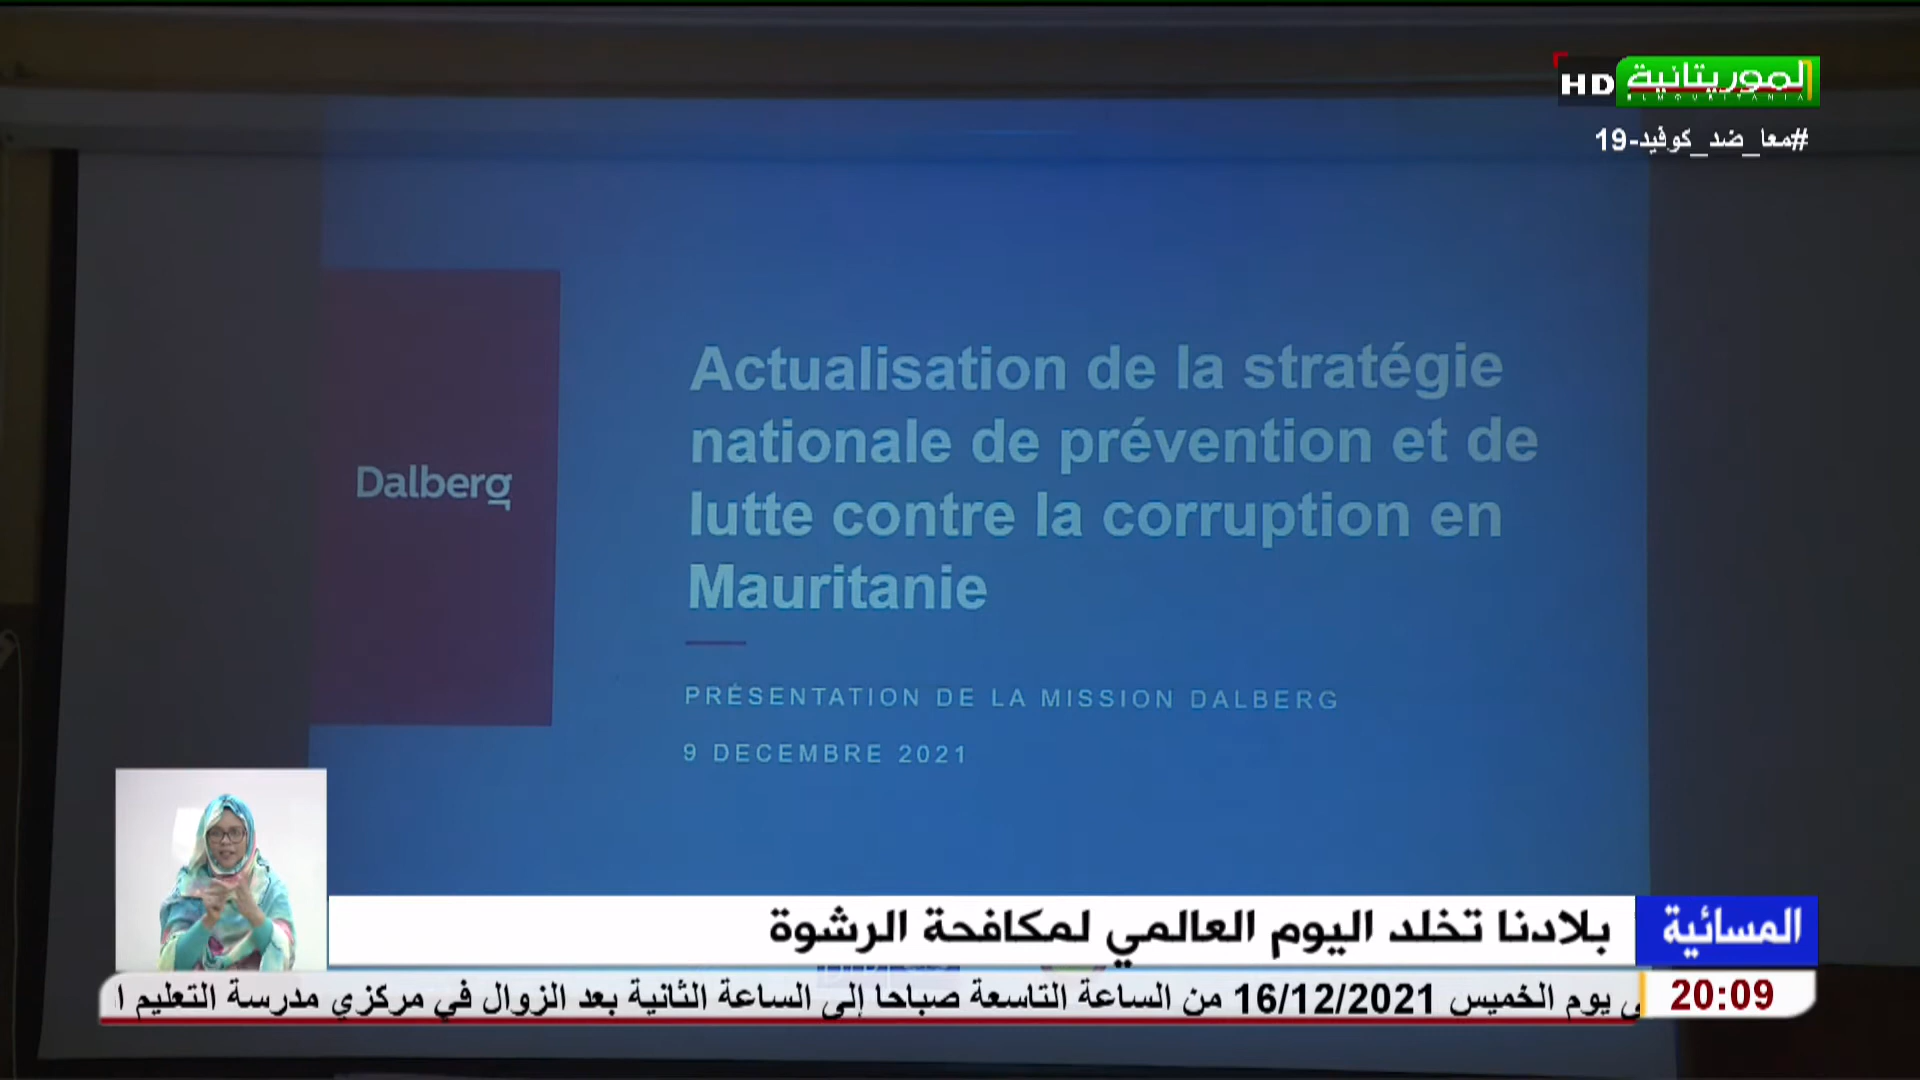 HD الموريتانية
ELMOURITANIA
#معا_ضد_كوفيد-19
Dalberg
Actualisation de la stratégie
nationale de prévention et de
lutte contre la corruption en
Mauritanie
PRÉSENTATION DE LA MISSION DALBERG
9 DECEMBRE 2021
المسائية
بلادنا تخلد اليوم العالمي لمكافحة الرشوة
20:09
يوم الخميس 16/12/2021 من الساعة التاسعة صباحا إلى الساعة الثانية بعد الزوال في مركزي مدرسة التعليم